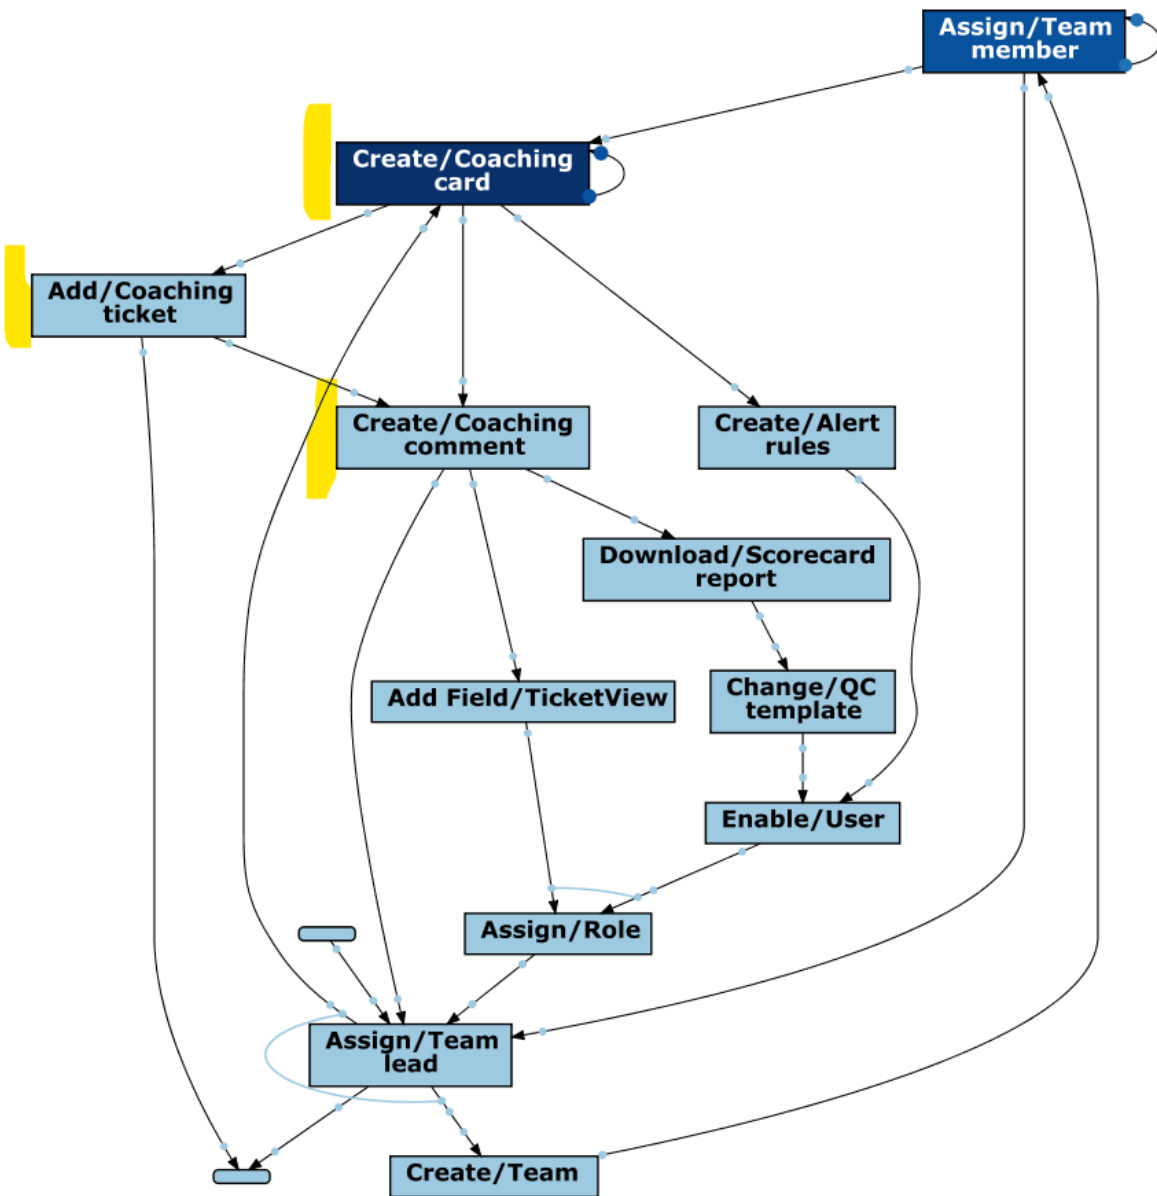 Assign/Team
member
Create/Coaching
card
Add/Coaching
ticket
Create/Coaching
comment
Create/Alert
rules
Download/Scorecard
report
Add Field/TicketView
Change/QC
template
Enable/User
Assign/Role
Assign/Team
lead
Create/Team